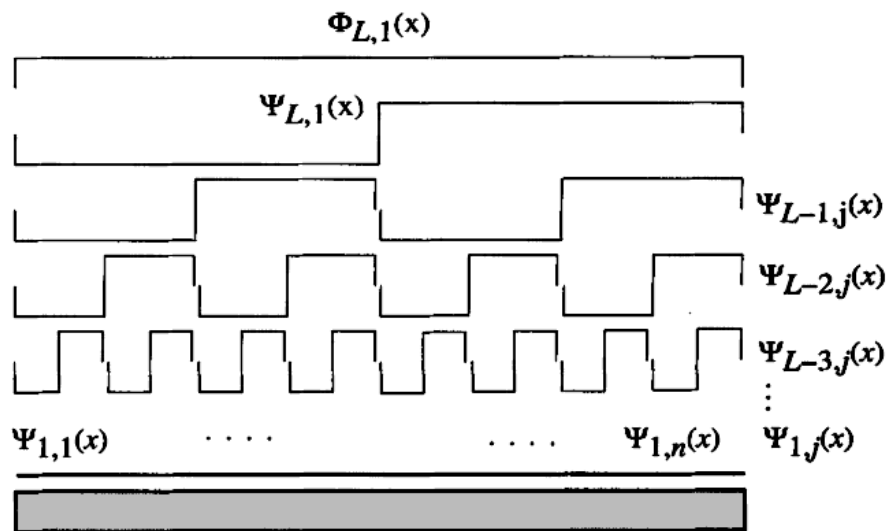 Φ_{L,1}(x)
Ψ_{L,1}(x)
Ψ_{L–1,j}(x)
Ψ_{L–2,j}(x)
Ψ_{L–3,j}(x)
⋮
Ψ_{1,1}(x) . . . . . . . . Ψ_{1,n}(x) Ψ_{1,j}(x)